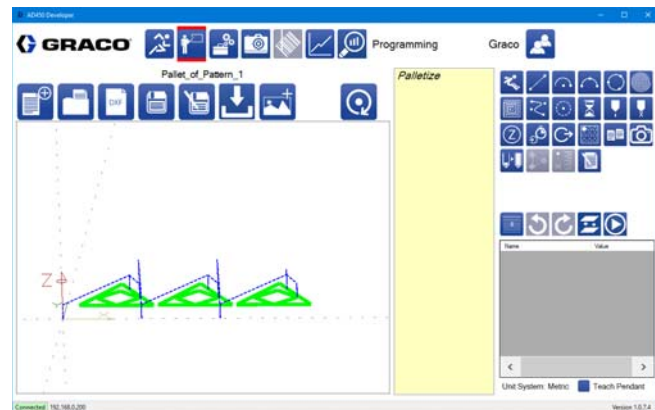 AD450 Developer
GRACO
Programming
Graco
Pallet_of_Pattern_1
DXF
Palletize
Z
Z
X
Name Value
Unit System: Metric Teach Pendant
Connected 192.168.0.200
Version 1.0.7.4